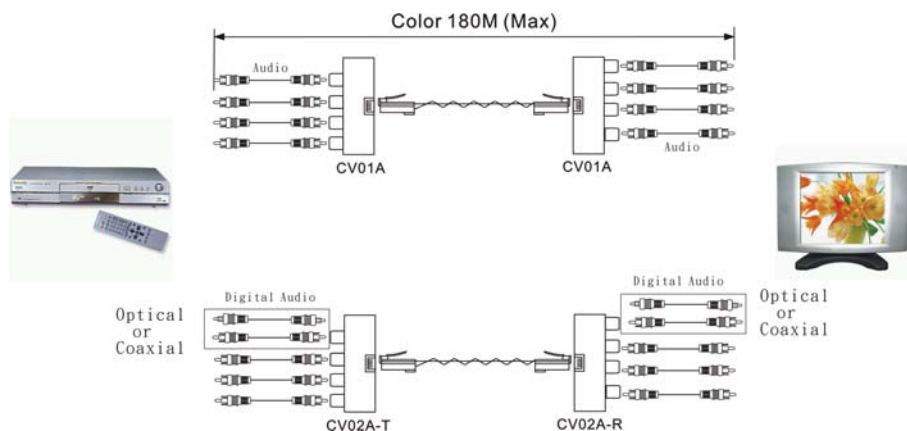 Color 180M (Max)
Audio
CV01A
CV01A
Audio
Digital Audio
Optical
or
Coaxial
Digital Audio
Optical
or
Coaxial
CV02A-T
CV02A-R